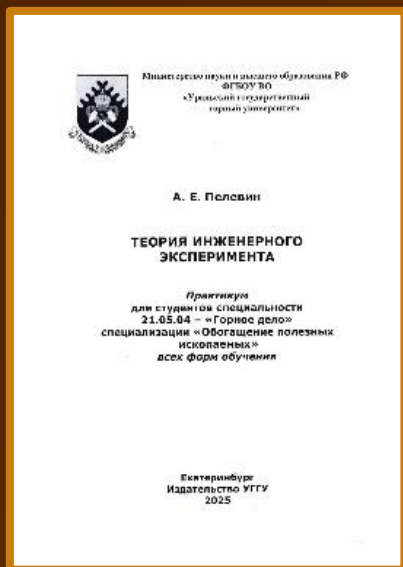 Министерство науки и высшего образования РФ
ФГБОУ ВО
«Уральский государственный
горный университет»
А. Е. Пелевин
ТЕОРИЯ ИНЖЕНЕРНОГО
ЭКСПЕРИМЕНТА
Практикум
для студентов специальности
21.05.04 – «Горное дело»
специализации «Обогащение полезных
ископаемых»
всех форм обучения
Екатеринбург
Издательство УГГУ
2025